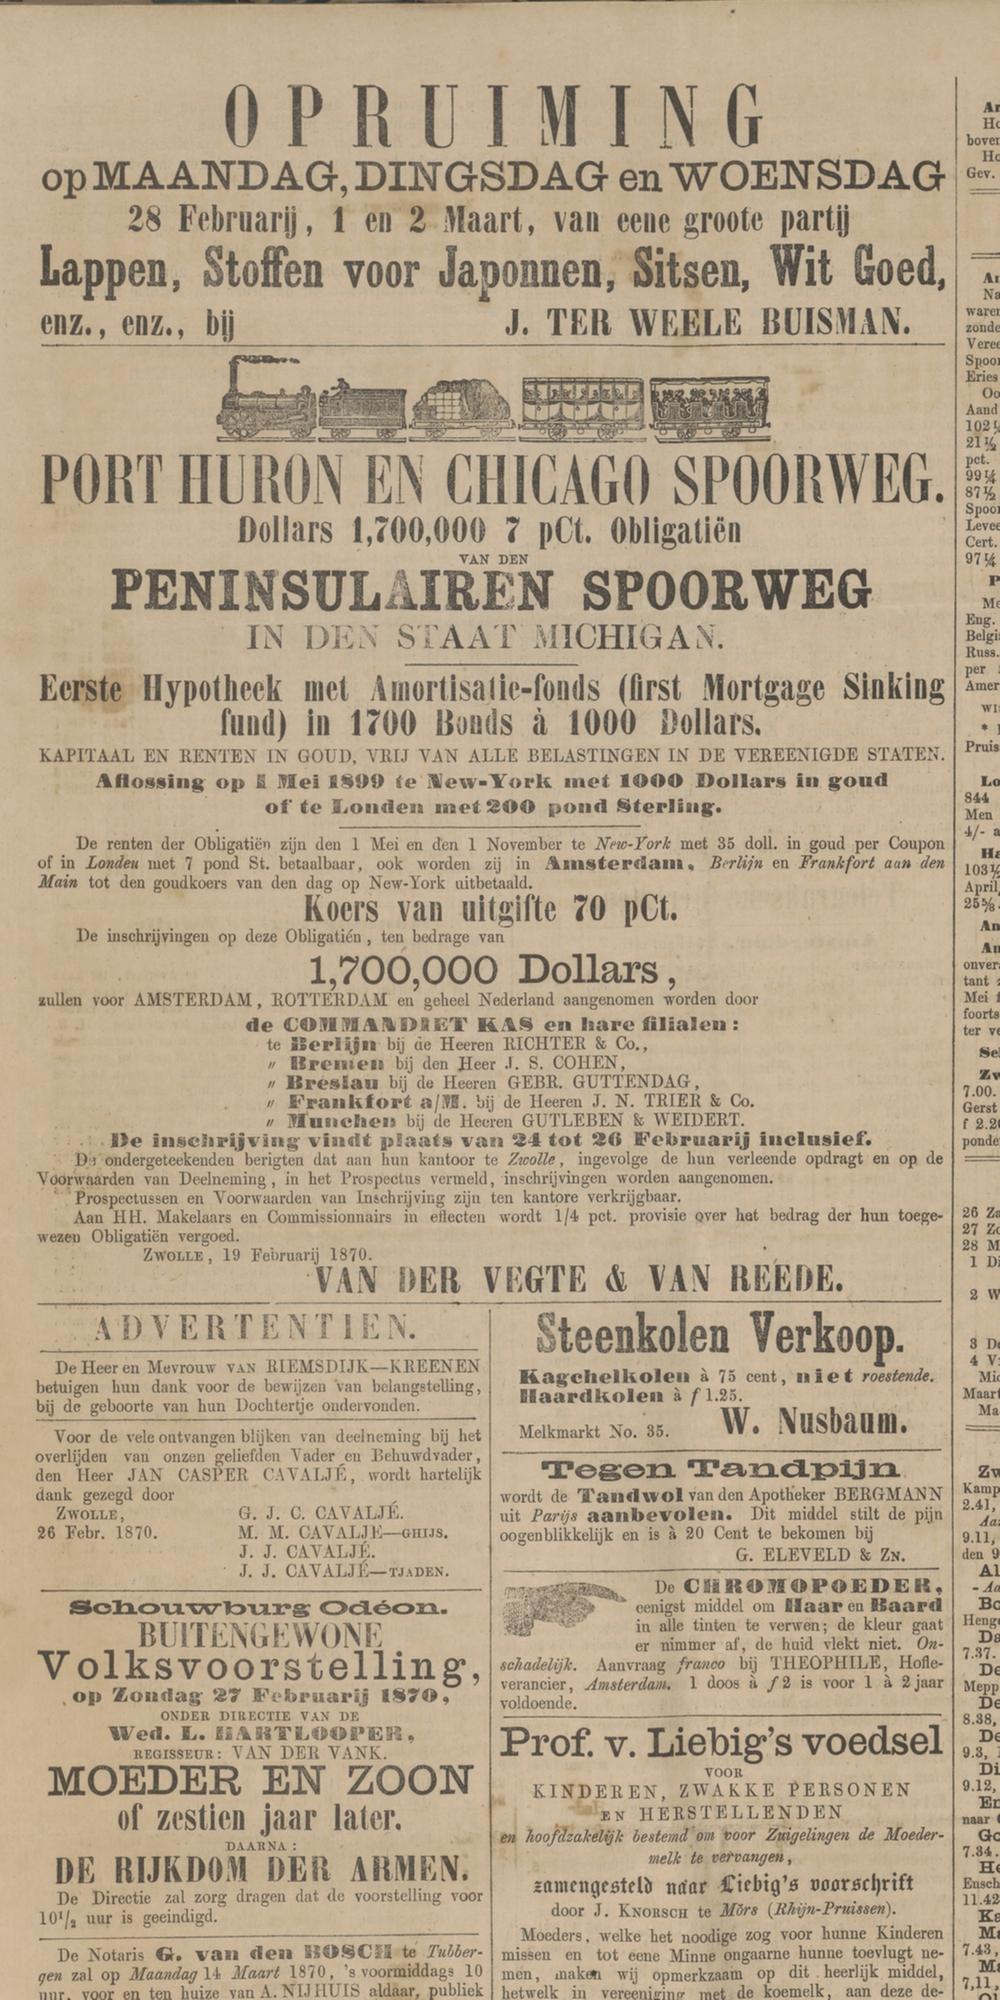 OPRUIMING
op MAANDAG, DINGSDAG en WOENSDAG
28 Februarij, 1 en 2 Maart, van eene groote partij
Lappen, Stoffen voor Japonnen, Sitsen, Wit Goed,
enz., enz., bij J. TER WEELE BUISMAN.
PORT HURON EN CHICAGO SPOORWEG.
Dollars 1,700,000 7 pCt. Obligatiën
VAN DEN
PENINSULAIREN SPOORWEG
IN DEN STAAT MICHIGAN.
Eerste Hypotheek met Amortisatie-fonds (first Mortgage Sinking
fund) in 1700 Bonds à 1000 Dollars.
KAPITAAL EN RENTEN IN GOUD, VRIJ VAN ALLE BELASTINGEN IN DE VEREENIGDE STATEN.
Aflossing op 1 Mei 1899 te New-York met 1000 Dollars in goud
of te Londen met 200 pond Sterling.
De renten der Obligatiën zijn den 1 Mei en den 1 November te New-York met 35 doll. in goud per Coupon
of in Londeu met 7 pond St. betaalbaar, ook worden zij in Amsterdam, Berlijn en Frankfort aan den
Main tot den goudkoers van den dag op New-York uitbetaald.
Koers van uitgifte 70 pCt.
De inschrijvingen op deze Obligatién, ten bedrage van
1,700,000 Dollars,
zullen voor AMSTERDAM, ROTTERDAM en geheel Nederland aangenomen worden door
de COMMANDIET KAS en hare filialen:
te Berlijn bij de Heeren RICHTER & Co.,
" Bremen bij den Heer J. S. COHEN,
" Breslau bij de Heeren GEBR. GUTTENDAG,
" Frankfort a/M. bij de Heeren J. N. TRIER & Co.
" Munchen bij de Heeren GUTLEBEN & WEIDERT.
De inschrijving vindt plaats van 24 tot 26 Februarij inclusief.
De ondergeteekenden berigten dat aan hun kantoor te Zwolle, ingevolge de hun verleende opdragt en op de
Voorwaarden van Deelneming, in het Prospectus vermeld, inschrijvingen worden aangenomen.
Prospectussen en Voorwaarden van Inschrijving zijn ten kantore verkrijgbaar.
Aan HH. Makelaars en Commissionnairs in effecten wordt 1/4 pct. provisie over het bedrag der hun toege-
wezen Obligatiën vergoed.
ZWOLLE, 19 Februarij 1870.
VAN DER VEGTE & VAN REEDE.
ADVERTENTIEN.
De Heer en Mevrouw VAN RIEMSDIJK—KREENEN
betuigen hun dank voor de bewijzen van belangstelling,
bij de geboorte van hun Dochtertje ondervonden.
Voor de vele ontvangen blijken van deelneming bij het
overlijden van onzen geliefden Vader en Behuwdvader,
den Heer JAN CASPER CAVALJÉ, wordt hartelijk
dank gezegd door
ZWOLLE, G. J. C. CAVALJÉ.
26 Febr. 1870. M. M. CAVALJÉ—GHIJS.
J. J. CAVALJÉ.
J. J. CAVALJÉ—TJADEN.
Schouwburg Odéon.
BUITENGEWONE
Volksvoorstelling,
op Zondag 27 Februarij 1870,
ONDER DIRECTIE VAN DE
Wed. L. HARTLOOPER,
REGISSEUR: VAN DER VANK.
MOEDER EN ZOON
of zestien jaar later.
DAARNA:
DE RIJKDOM DER ARMEN.
De Directie zal zorg dragen dat de voorstelling voor
10½ uur is geeindigd.
De Notaris G. van den BOSCH te Tubber-
gen zal op Maandag 14 Maart 1870, 's voormiddags 10
uur, voor en ten huize van A. NIJHUIS aldaar, publiek
Steenkolen Verkoop.
Kagchelkolen à 75 cent, niet roestende.
Haardkolen à f 1.25.
Melkmarkt No. 35. W. Nusbaum.
Tegen Tandpijn
wordt de Tandwol van den Apotheker BERGMANN
uit Parijs aanbevolen. Dit middel stilt de pijn
oogenblikkelijk en is à 20 Cent te bekomen bij
G. ELEVELD & ZN.
De CHROMOPOEDER,
eenigst middel om Haar en Baard
in alle tinten te verwen; de kleur gaat
er nimmer af, de huid vlekt niet. On-
schadelijk. Aanvraag franco bij THEOPHILE, Hofle-
verancier, Amsterdam. 1 doos à f 2 is voor 1 à 2 jaar
voldoende.
Prof. v. Liebig's voedsel
VOOR
KINDEREN, ZWAKKE PERSONEN
EN HERSTELLENDEN
en hoofdzakelijk bestemd om voor Zuigelingen de Moeder-
melk te vervangen,
zamengesteld naar Liebig's voorschrift
door J. KNORSCH te Mörs (Rhijn-Pruissen).
Moeders, welke het noodige zog voor hunne Kinderen
missen en tot eene Minne ongaarne hunne toevlugt ne-
men, maken wij opmerkzaam op dit heerlijk middel,
hetwelk in vereeniging met de koemelk, aan deze de-